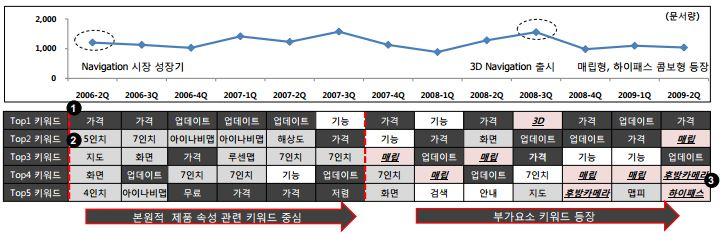 (문서량)
2,000
1,000
0
Navigation 시장 성장기 3D Navigation 출시 매립형, 하이패스 콤보형 등장
2006-2Q 2006-3Q 2006-4Q 2007-1Q 2007-2Q 2007-3Q 2007-4Q 2008-1Q 2008-2Q 2008-3Q 2008-4Q 2009-1Q 2009-2Q
1
Top1 키워드 가격 가격 업데이트 업데이트 업데이트 기능 가격 기능 가격 3D 가격 가격 가격
Top2 키워드 2 5인치 7인치 아이나비맵 아이나비맵 해상도 가격 기능 가격 화면 업데이트 업데이트 업데이트 매립
Top3 키워드 지도 화면 가격 루센맵 7인치 7인치 매립 업데이트 매립 가격 기능 기능 업데이트
Top4 키워드 화면 업데이트 7인치 7인치 기능 업데이트 7인치 매립 업데이트 7인치 매립 매립 후방카메라 3
Top5 키워드 4인치 아이나비맵 무료 가격 가격 저렴 화면 검색 안내 지도 후방카메라 맵피 하이패스
본원적 제품 속성 관련 키워드 중심 부가요소 키워드 등장